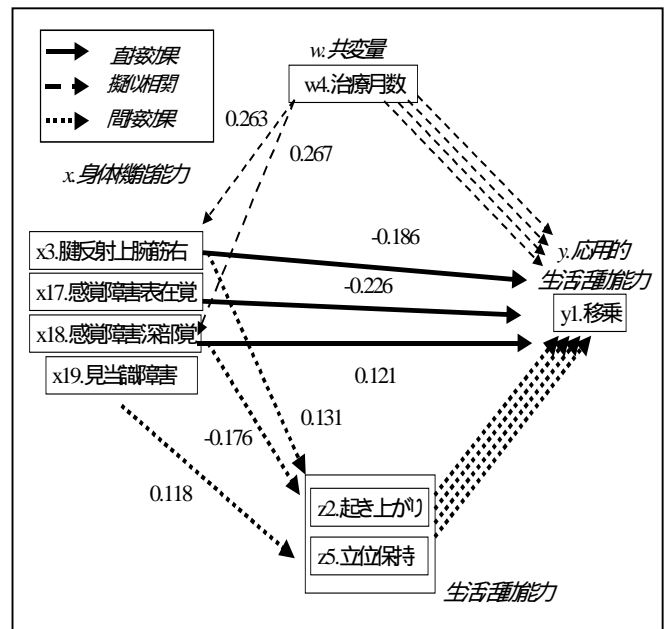 直接効果
擬似相関
間接効果
w.共変量
w4.治療月数
0.263
0.267
x.身体機能能力
-0.186
y.応用的
生活活動能力
x3.腱反射上腕筋右
x17.感覚障害表在覚
-0.226
y1.移乗
x18.感覚障害深部覚
x19.見当識障害
0.121
0.131
-0.176
0.118
z2.起き上がり
z5.立位保持
生活活動能力